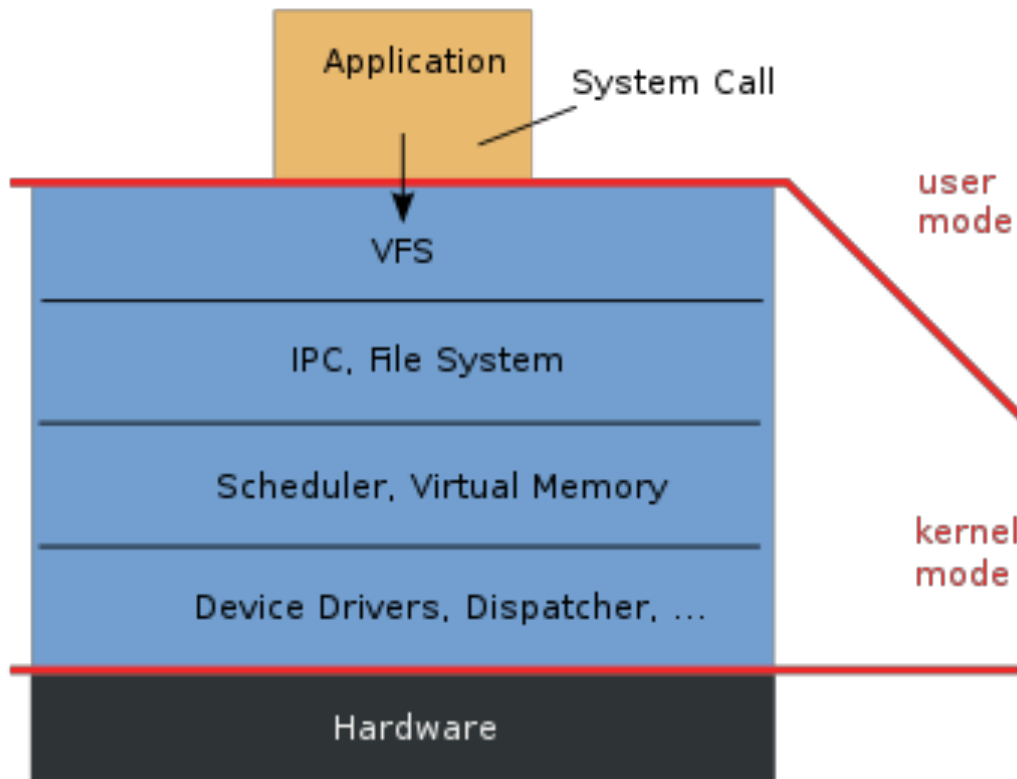 Application
System Call
user
mode
VFS
IPC, File System
Scheduler, Virtual Memory
kernel
mode
Device Drivers, Dispatcher, ...
Hardware